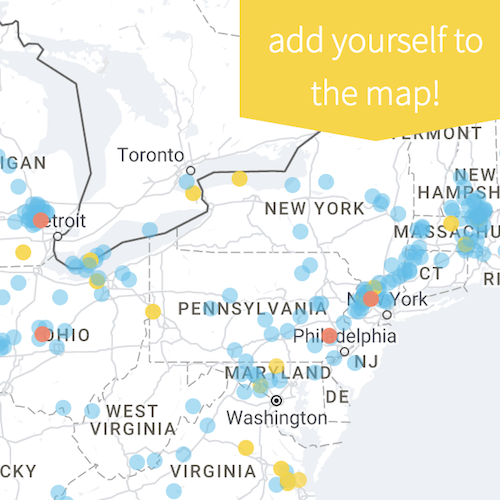 add yourself to
the map!
ERMONT
IGAN
Toronto
NEW
HAMPSH
NEW YORK
etroit
MASSACHU
CT
RI
PENNSYLVANIA
New York
OHIO
Philadelphia
NJ
MARYLAND
DE
WEST
VIRGINIA
Washington
CKY
VIRGINIA